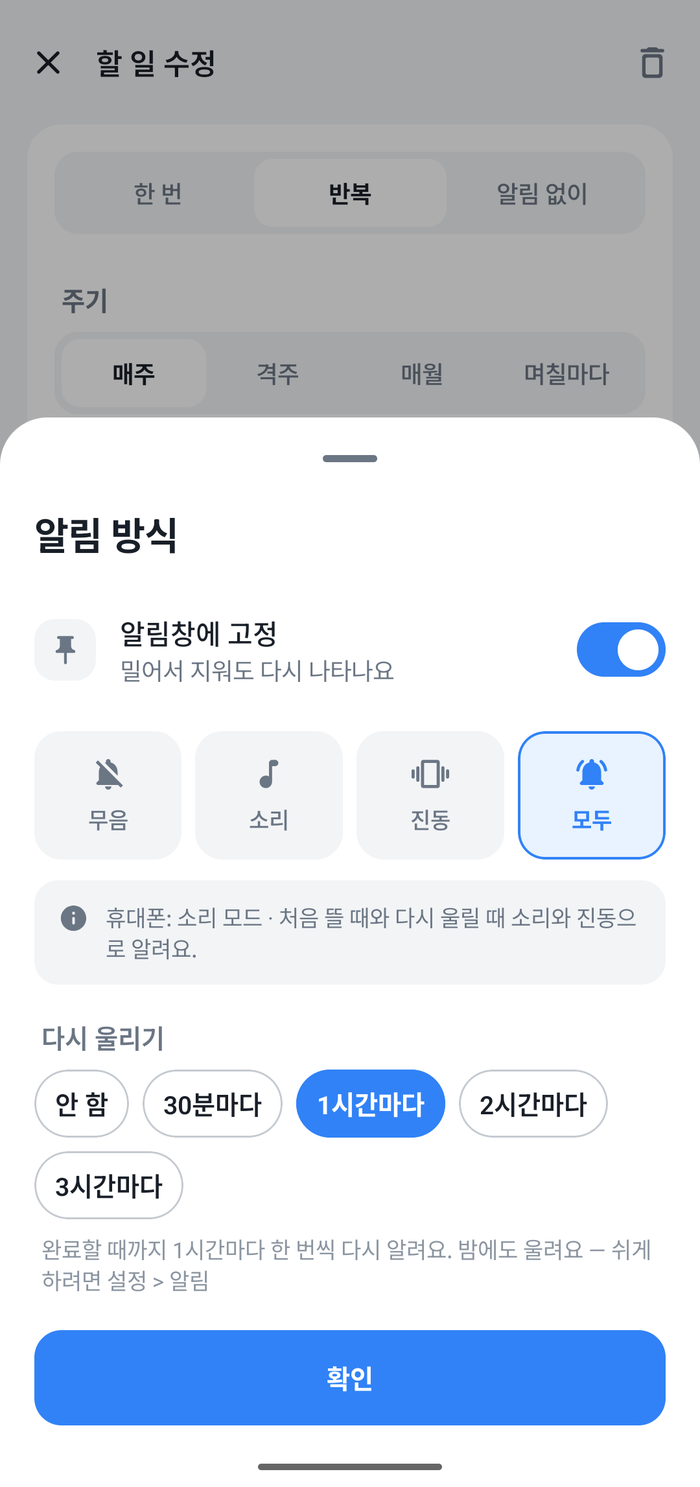 할 일 수정
한 번
반복
알림 없이
주기
매주
격주
매월
며칠마다
알림 방식
알림창에 고정
밀어서 지워도 다시 나타나요
무음
소리
진동
모두
휴대폰: 소리 모드 · 처음 뜰 때와 다시 울릴 때 소리와 진동으
로 알려요.
다시 울리기
안 함
30분마다
1시간마다
2시간마다
3시간마다
완료할 때까지 1시간마다 한 번씩 다시 알려요. 밤에도 울려요 – 쉬게
하려면 설정 > 알림
확인